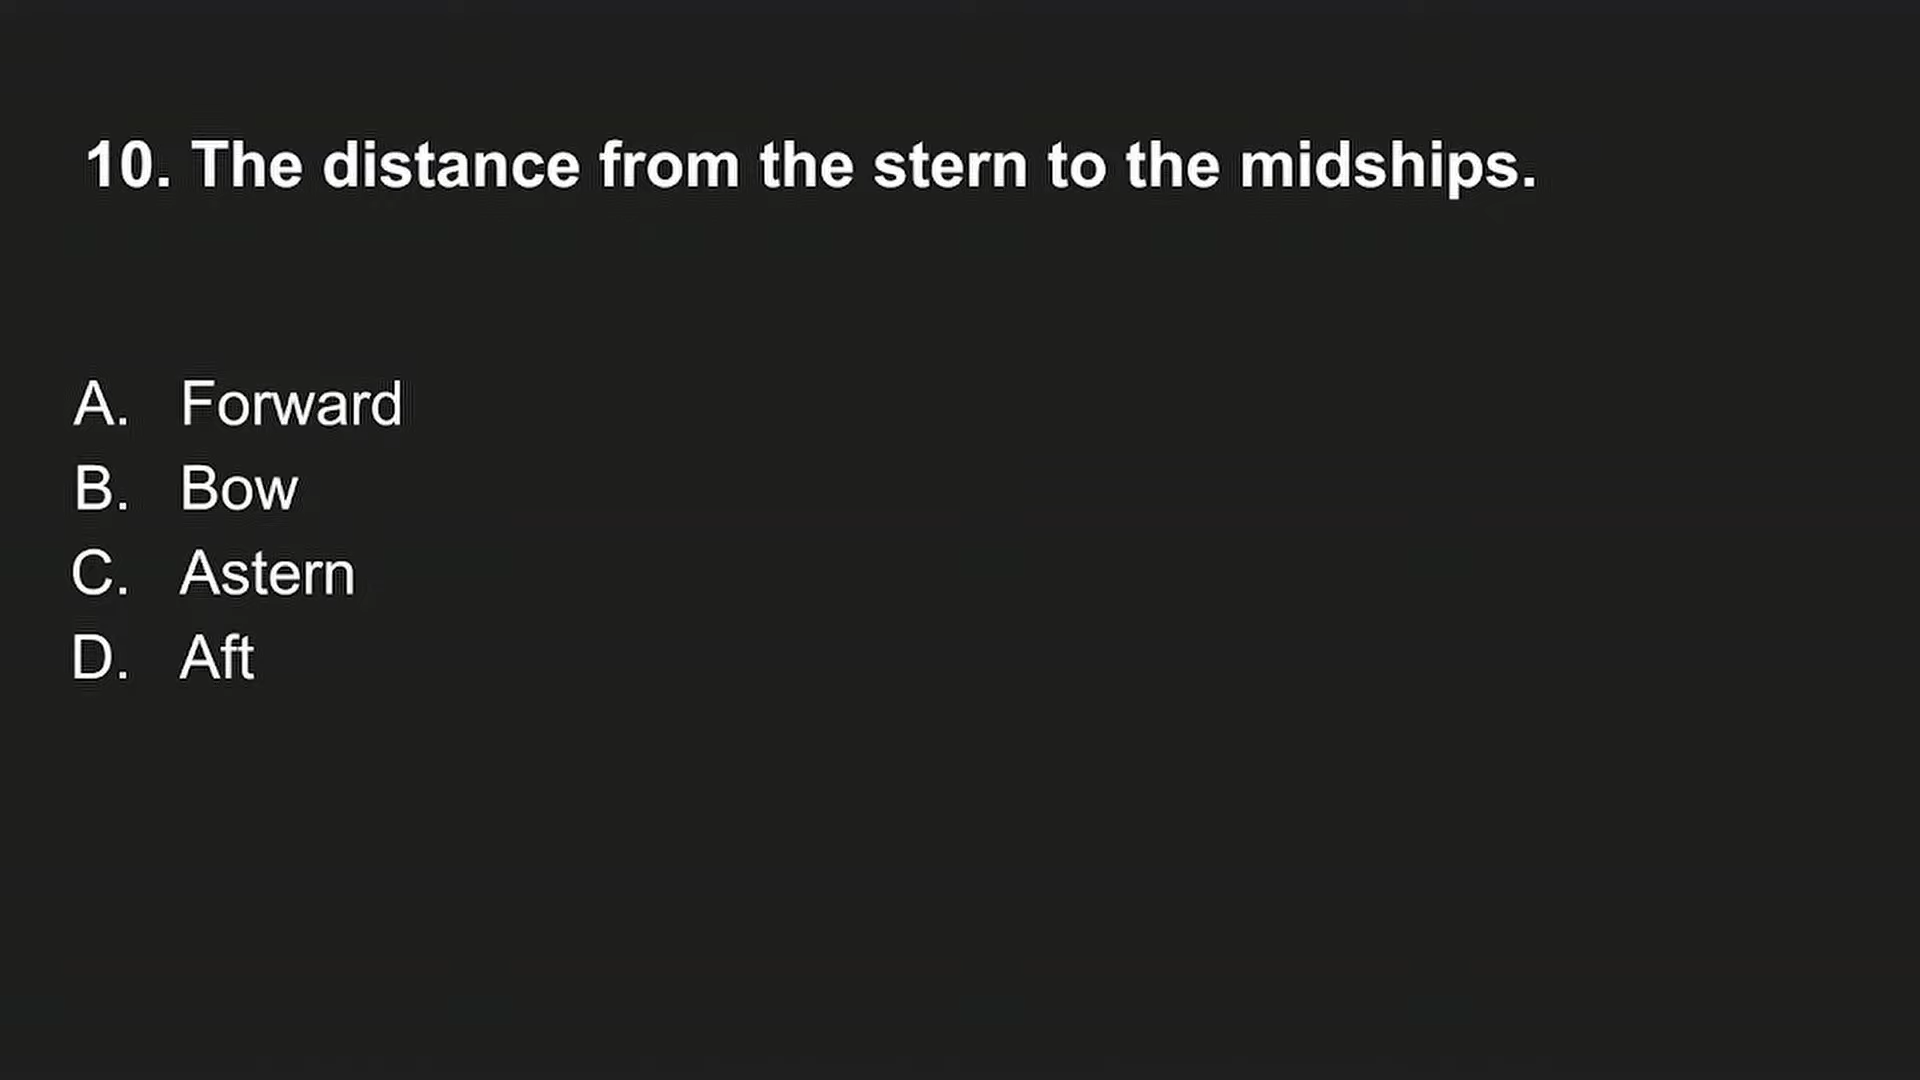 10. The distance from the stern to the midships.
A. Forward
B. Bow
C. Astern
D. Aft